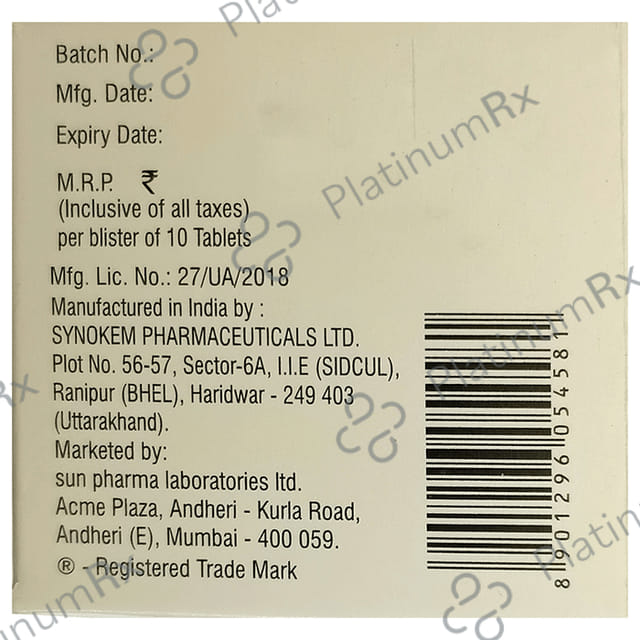 Batch No.:
Mfg. Date:
Expiry Date:
M.R.P. ₹
(Inclusive of all taxes)
per blister of 10 Tablets
Mfg. Lic. No.: 27/UA/2018
Manufactured in India by :
SYNOKEM PHARMACEUTICALS LTD.
Plot No. 56-57, Sector-6A, I.I.E (SIDCUL),
Ranipur (BHEL), Haridwar - 249 403
(Uttarakhand).
Marketed by:
sun pharma laboratories ltd.
Acme Plaza, Andheri - Kurla Road,
Andheri (E), Mumbai - 400 059.
® - Registered Trade Mark
8 901296 054581
PlatinumRx
PlatinumRx
PlatinumRx
PlatinumRx